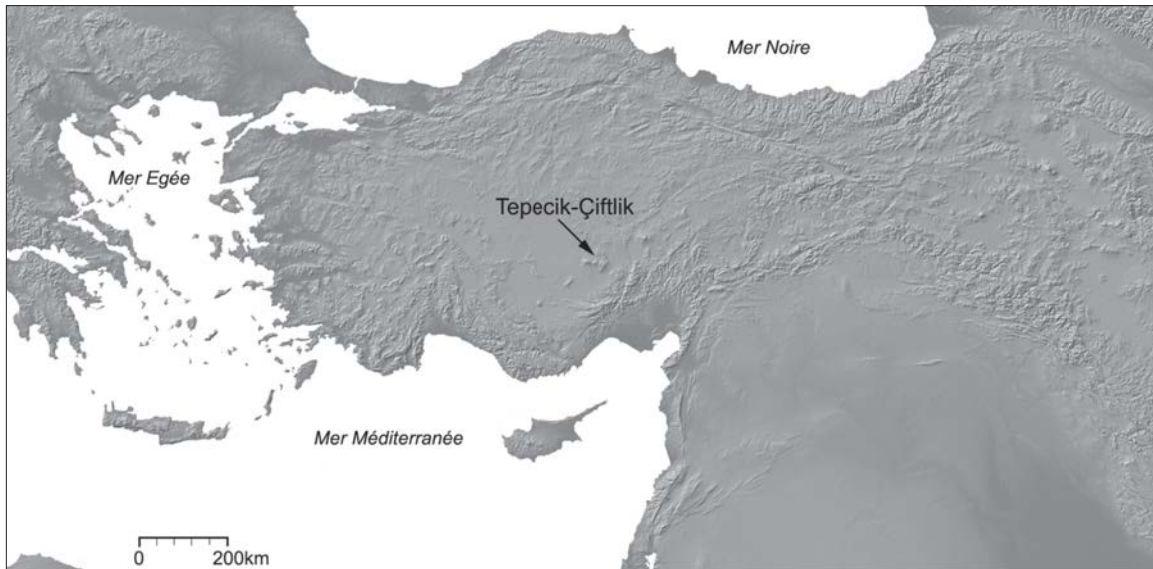 Mer Noire
Mer Egée
Tepecik-Çiftlik
Mer Méditerranée
0 200km